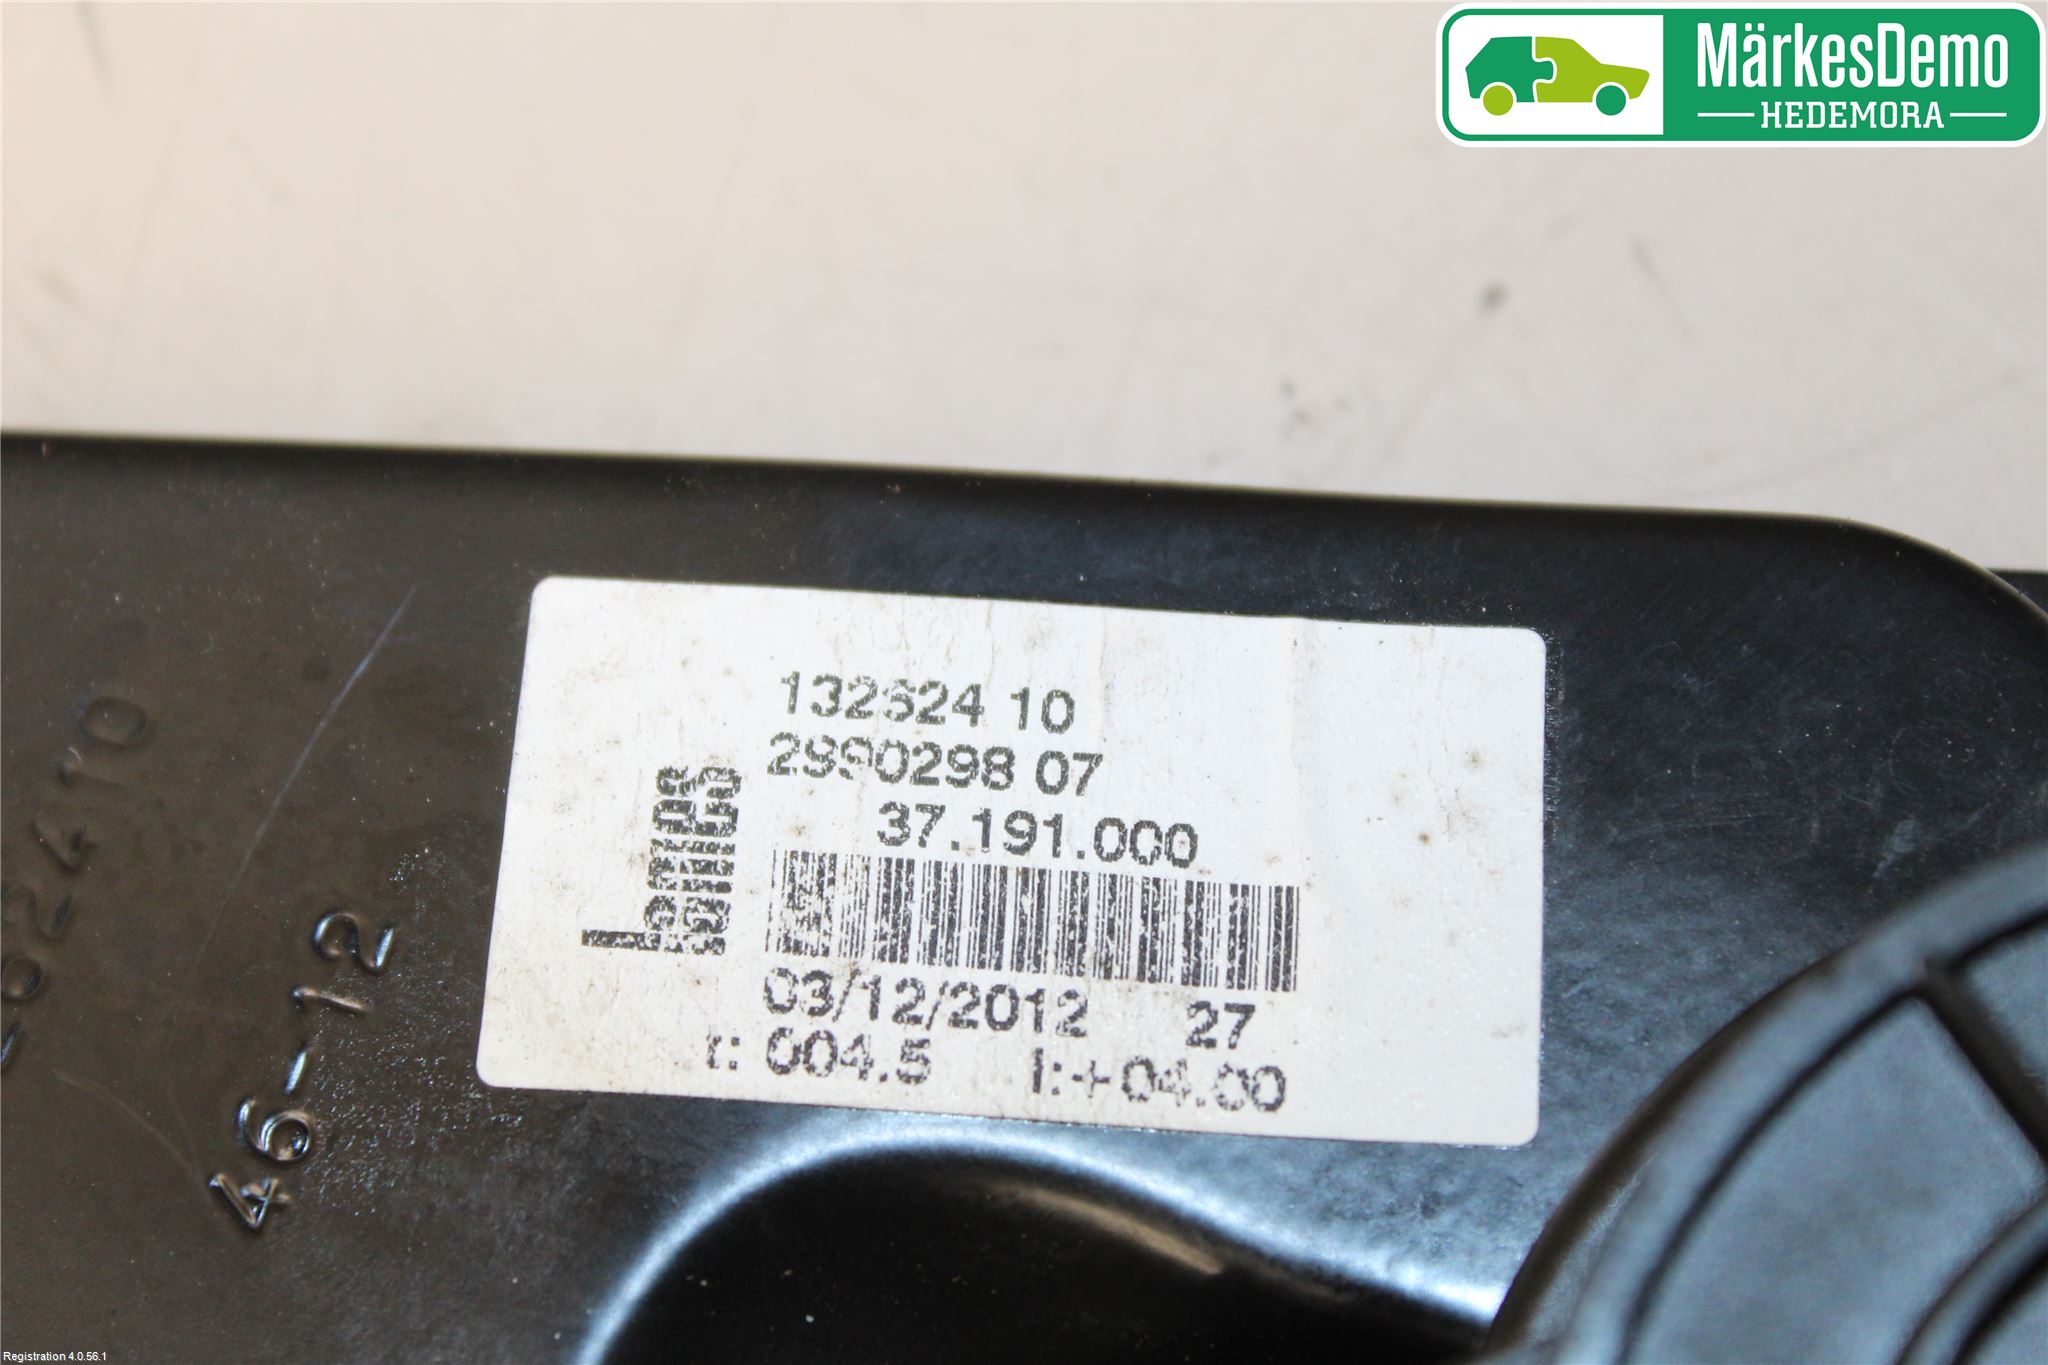 MärkesDemo
HEDEMORA
132624 10
2990298 07
37.191.000
03/12/2012 27
r: 004.5 l:+04.00
62410
46-12
Registration 4.0.56.1